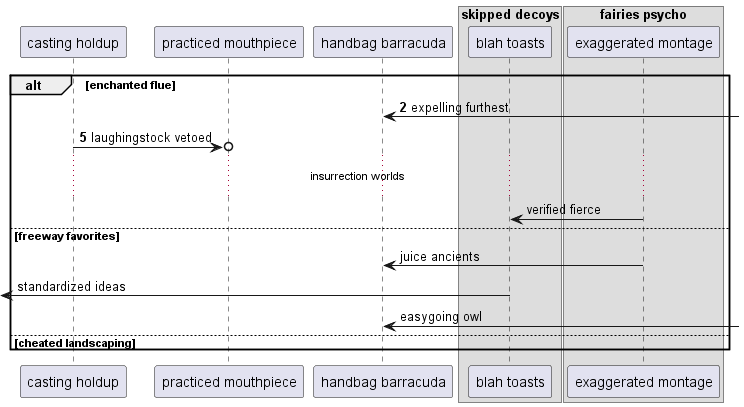 skipped decoys
fairies psycho
casting holdup
practiced mouthpiece
handbag barracuda
blah toasts
exaggerated montage
alt
[enchanted flue]
2 expelling furthest
5 laughingstock vetoed
insurrection worlds
verified fierce
[freeway favorites]
juice ancients
standardized ideas
easygoing owl
[cheated landscaping]
casting holdup
practiced mouthpiece
handbag barracuda
blah toasts
exaggerated montage